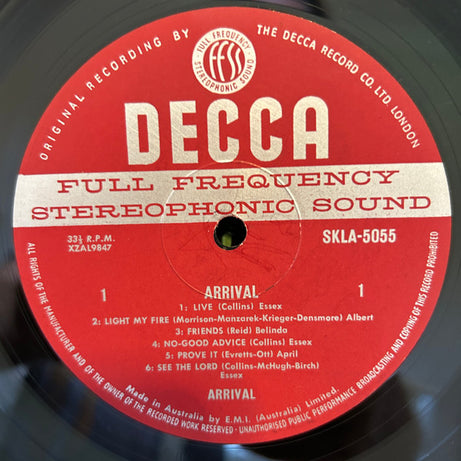 ORIGINAL RECORDING BY THE DECCA RECORD CO. LTD. LONDON
FULL FREQUENCY
FFSS
STEREOPHONIC SOUND
DECCA
FULL FREQUENCY
STEREOPHONIC SOUND
33⅓ R.P.M.
XZAL9847
SKLA-5055
1 ARRIVAL 1
1: LIVE (Collins) Essex
2: LIGHT MY FIRE (Morrison-Manzarek-Krieger-Densmore) Albert
3: FRIENDS (Reid) Belinda
4: NO-GOOD ADVICE (Collins) Essex
5: PROVE IT (Evretts-Ott) April
6: SEE THE LORD (Collins-McHugh-Birch)
Essex
ARRIVAL
Made in Australia by E.M.I. (Australia) Limited.
ALL RIGHTS OF THE MANUFACTURER AND OF THE OWNER OF THE RECORDED WORK RESERVED - UNAUTHORISED PUBLIC PERFORMANCE BROADCASTING AND COPYING OF THIS RECORD PROHIBITED